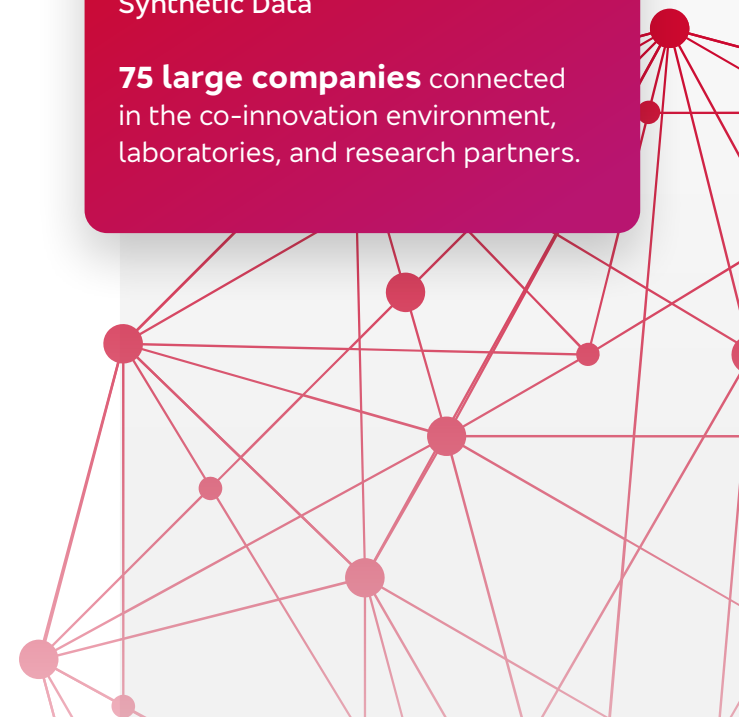 Synthetic Data
75 large companies connected
in the co-innovation environment,
laboratories, and research partners.